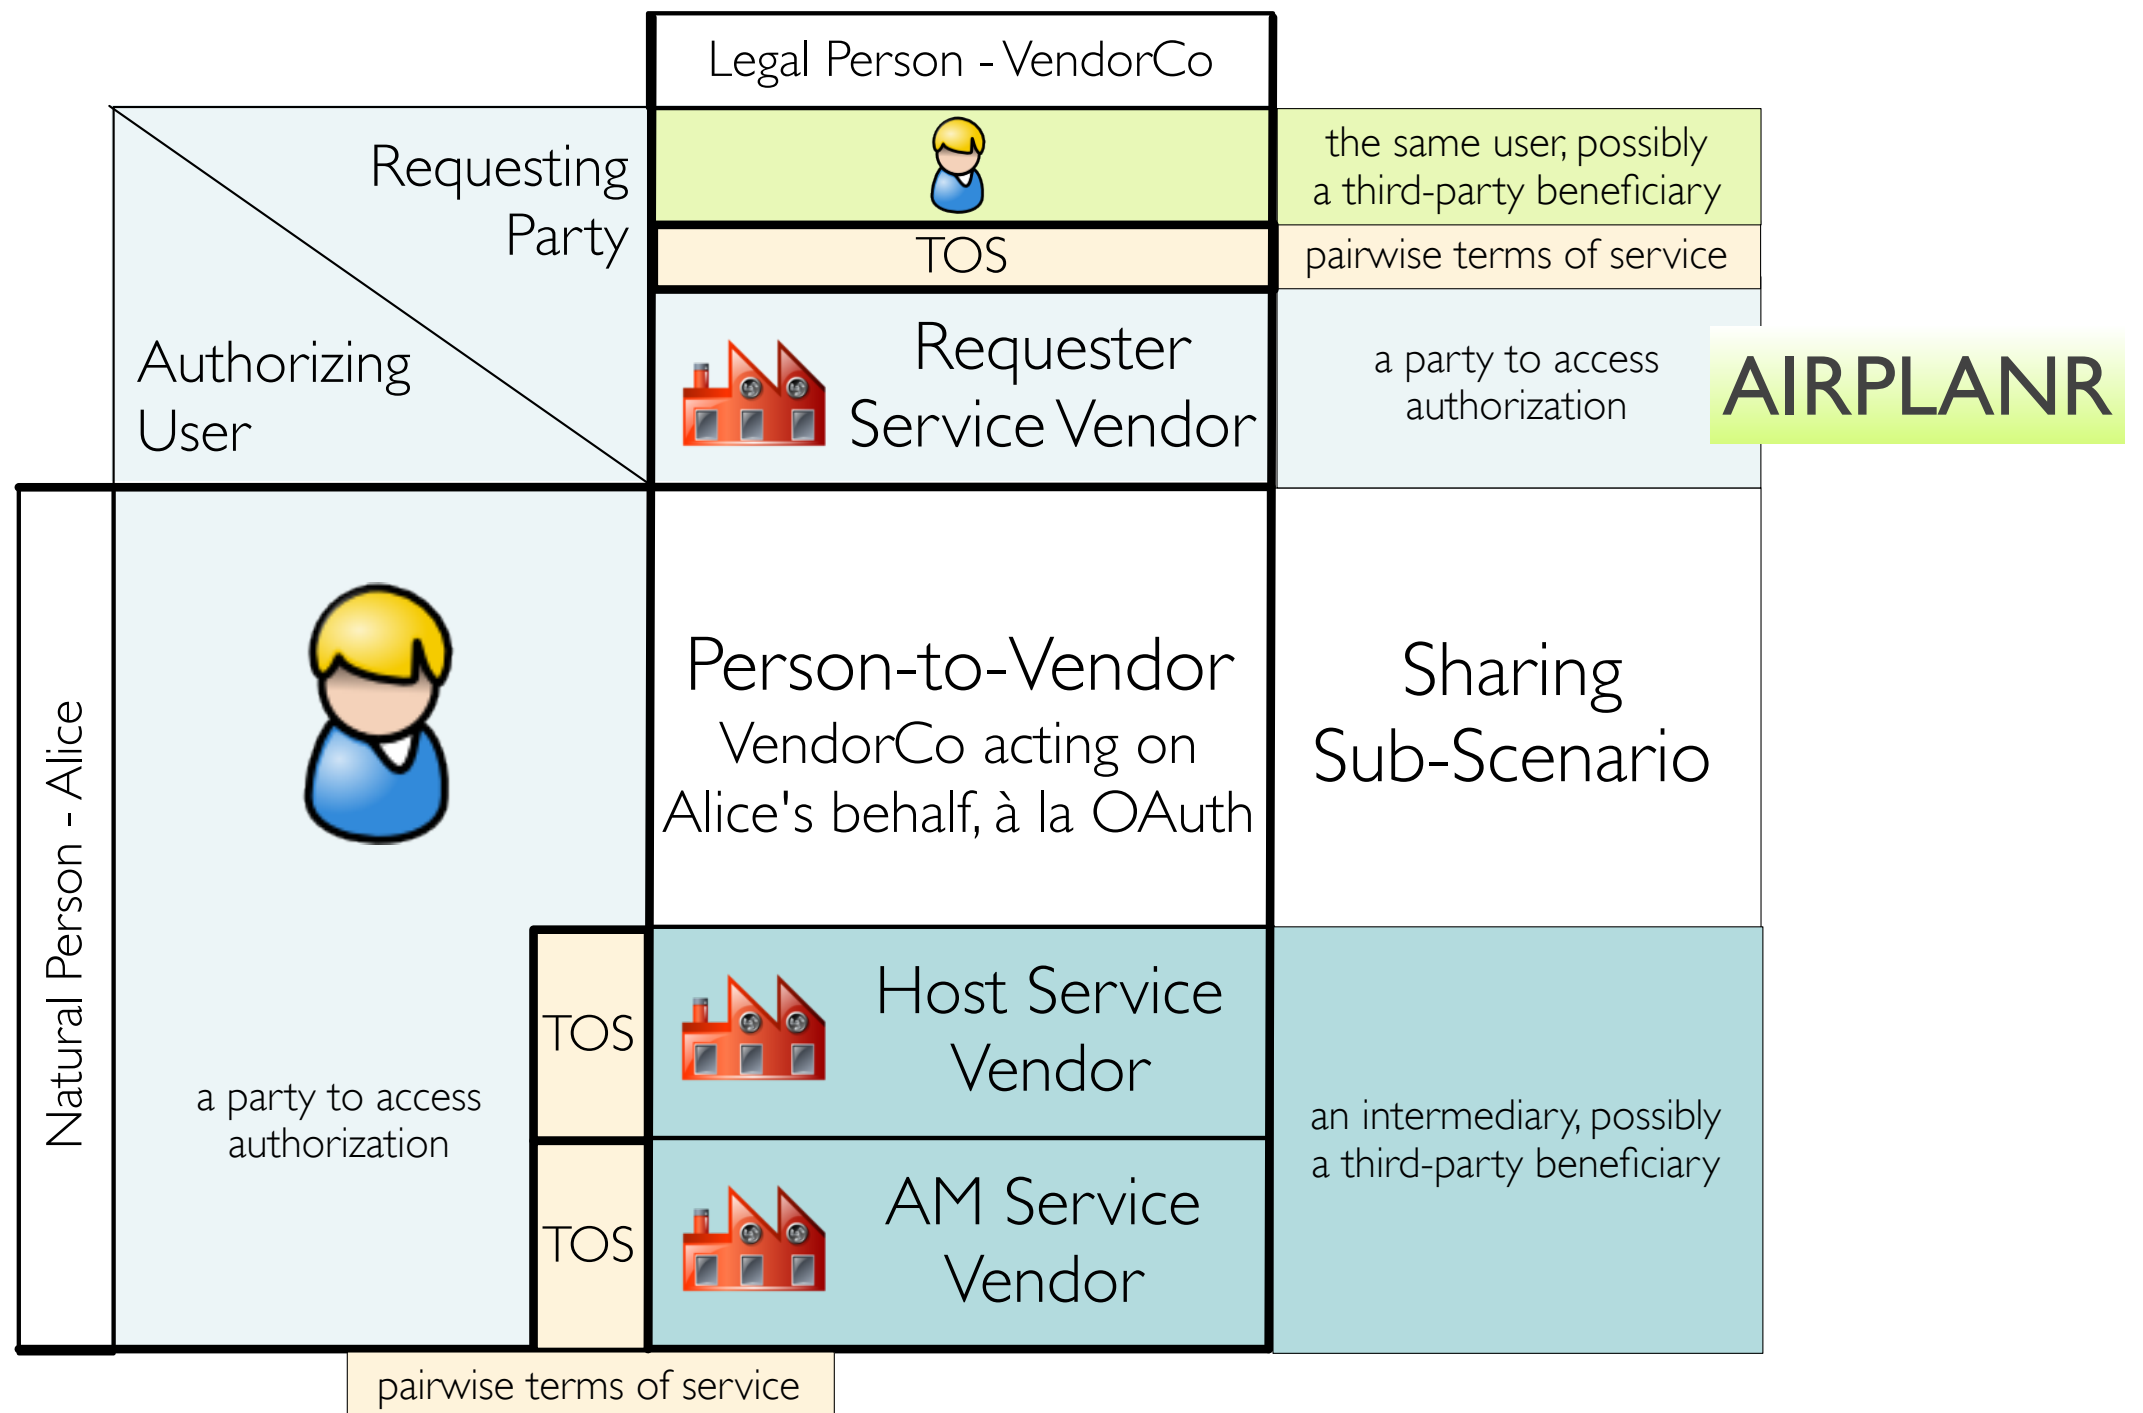 Legal Person - VendorCo
Requesting
Party
the same user, possibly
a third-party beneficiary
TOS
pairwise terms of service
Authorizing
User
Requester
Service Vendor
a party to access
authorization
AIRPLANR
Natural Person - Alice
Person-to-Vendor
VendorCo acting on
Alice's behalf, à la OAuth
Sharing
Sub-Scenario
a party to access
authorization
TOS
Host Service
Vendor
TOS
AM Service
Vendor
an intermediary, possibly
a third-party beneficiary
pairwise terms of service